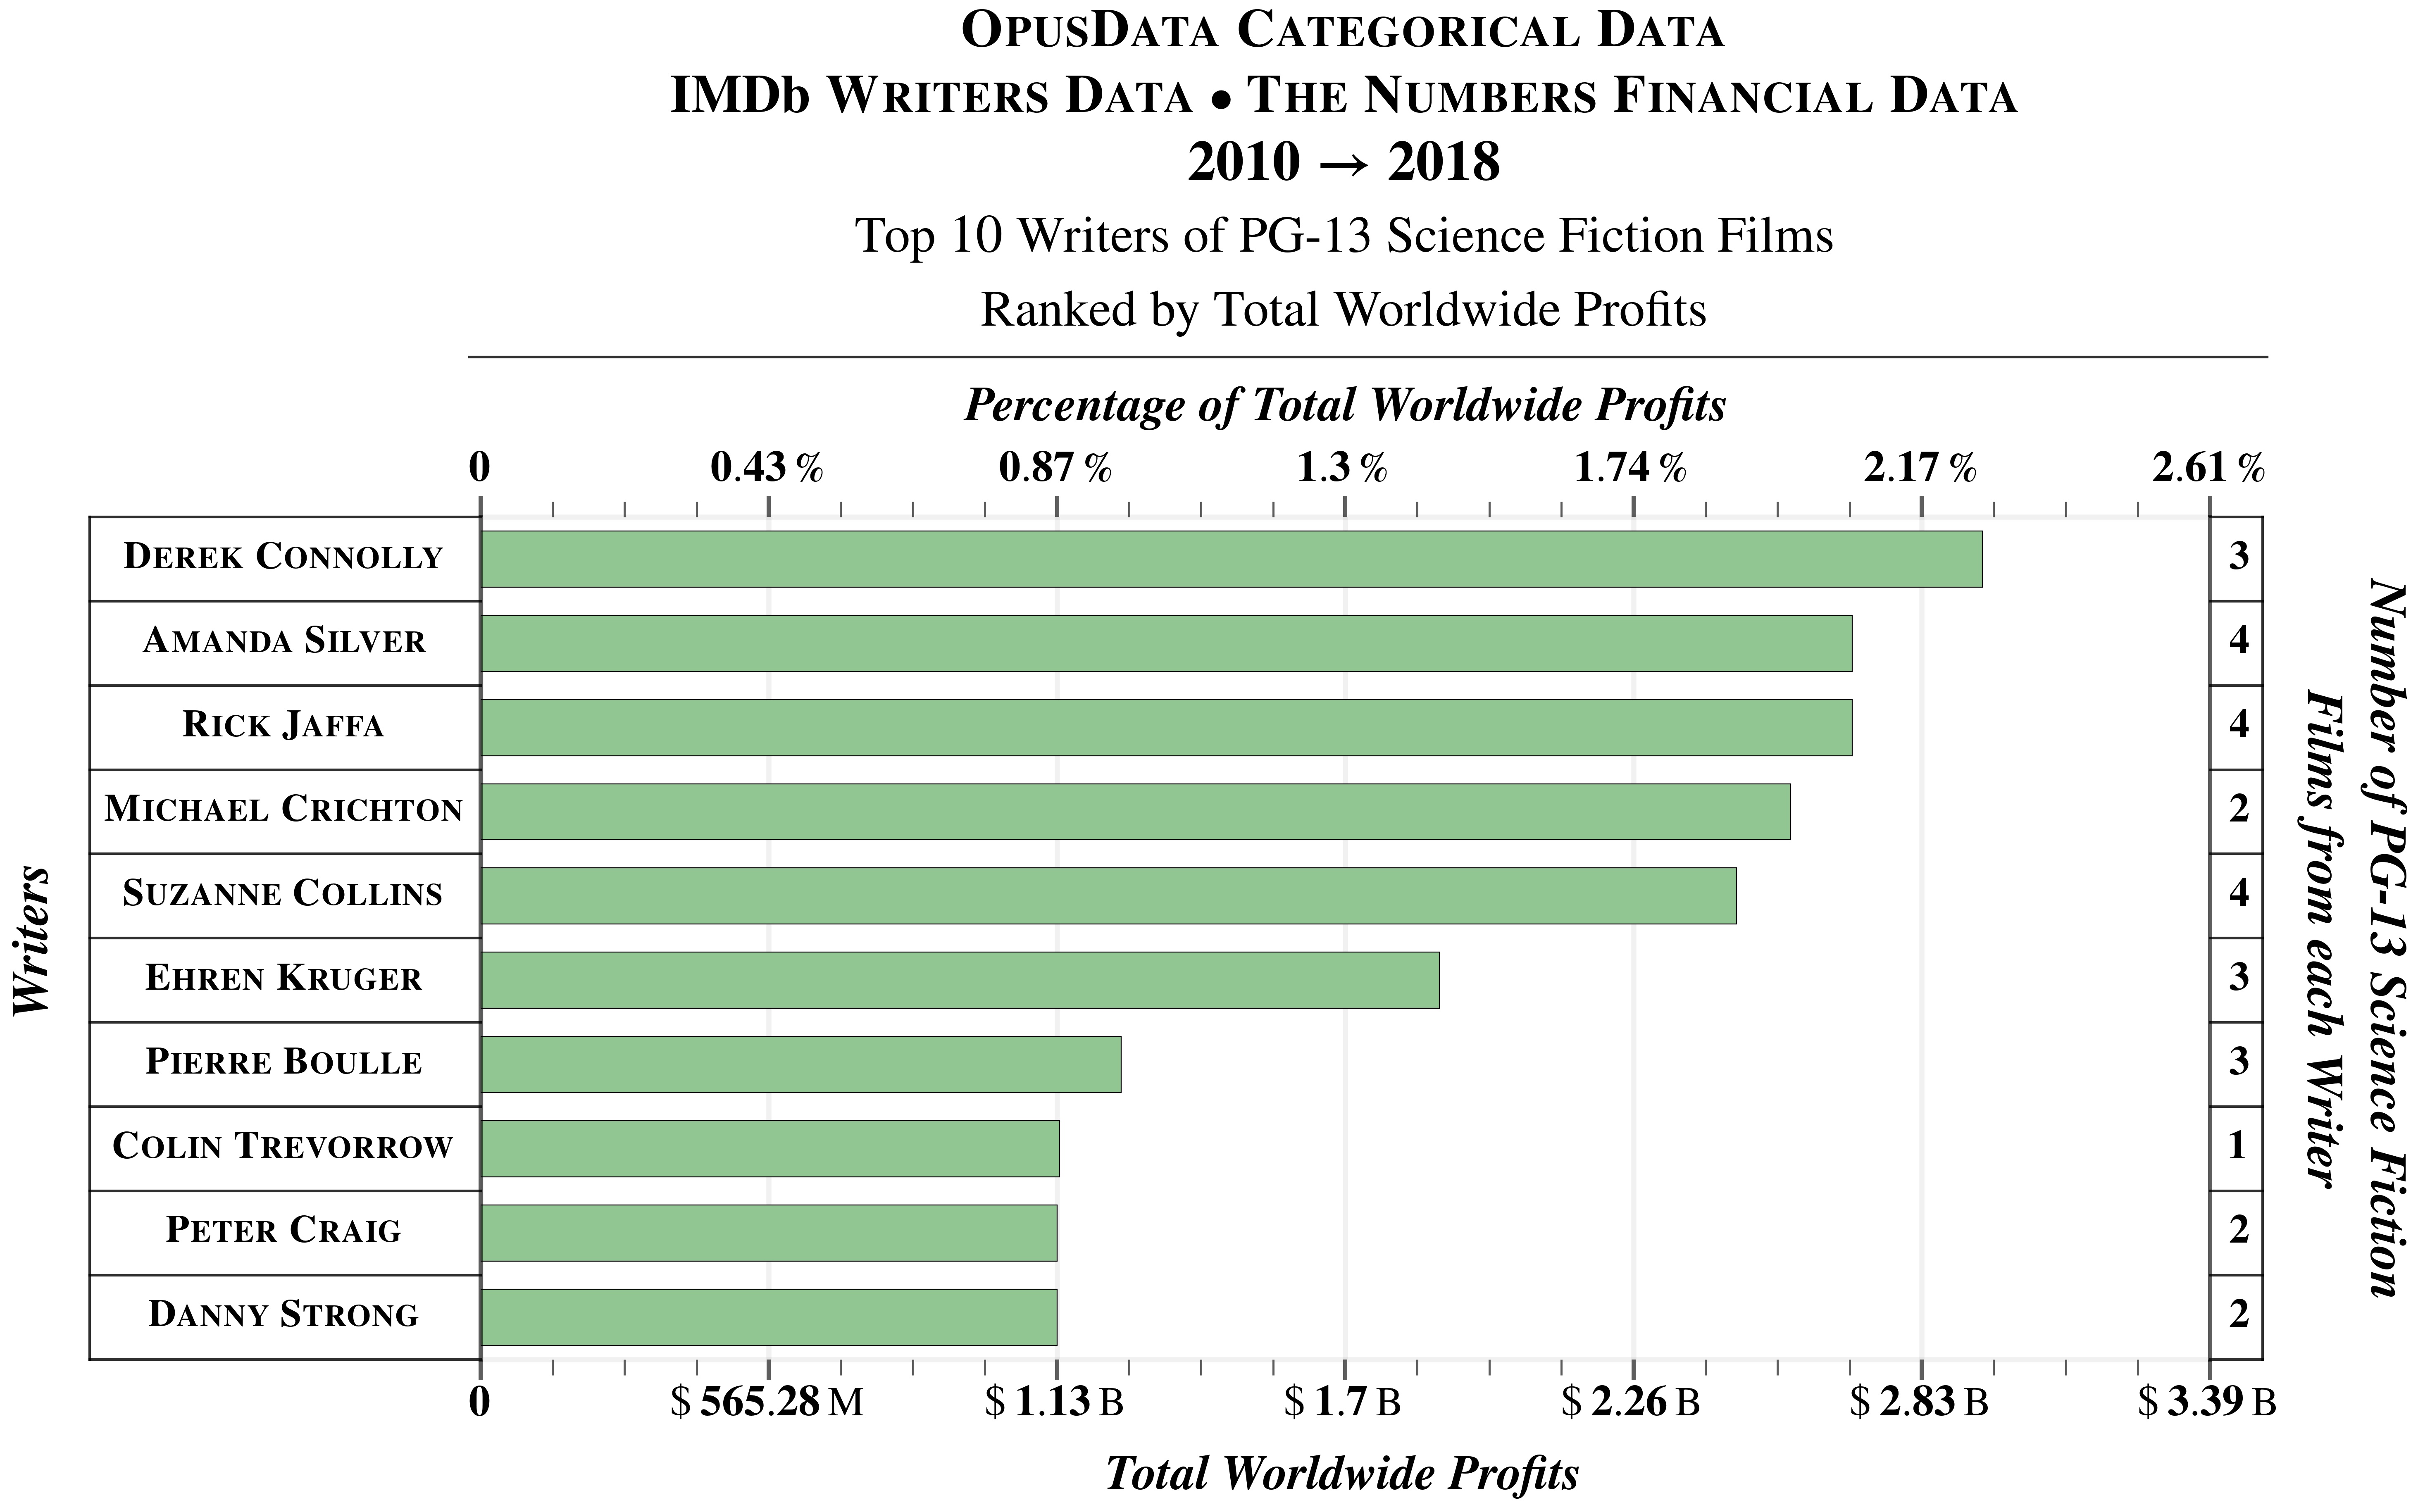 OPUSDATA CATEGORICAL DATA
IMDb WRITERS DATA • THE NUMBERS FINANCIAL DATA
2010 → 2018
Top 10 Writers of PG-13 Science Fiction Films
Ranked by Total Worldwide Profits
Percentage of Total Worldwide Profits
0 0.43 % 0.87 % 1.3 % 1.74 % 2.17 % 2.61 %
DEREK CONNOLLY 3
AMANDA SILVER 4
RICK JAFFA 4
MICHAEL CRICHTON 2
SUZANNE COLLINS 4
EHREN KRUGER 3
PIERRE BOULLE 3
COLIN TREVORROW 1
PETER CRAIG 2
DANNY STRONG 2
Writers
Number of PG-13 Science Fiction
Films from each Writer
0 $ 565.28 M $ 1.13 B $ 1.7 B $ 2.26 B $ 2.83 B $ 3.39 B
Total Worldwide Profits